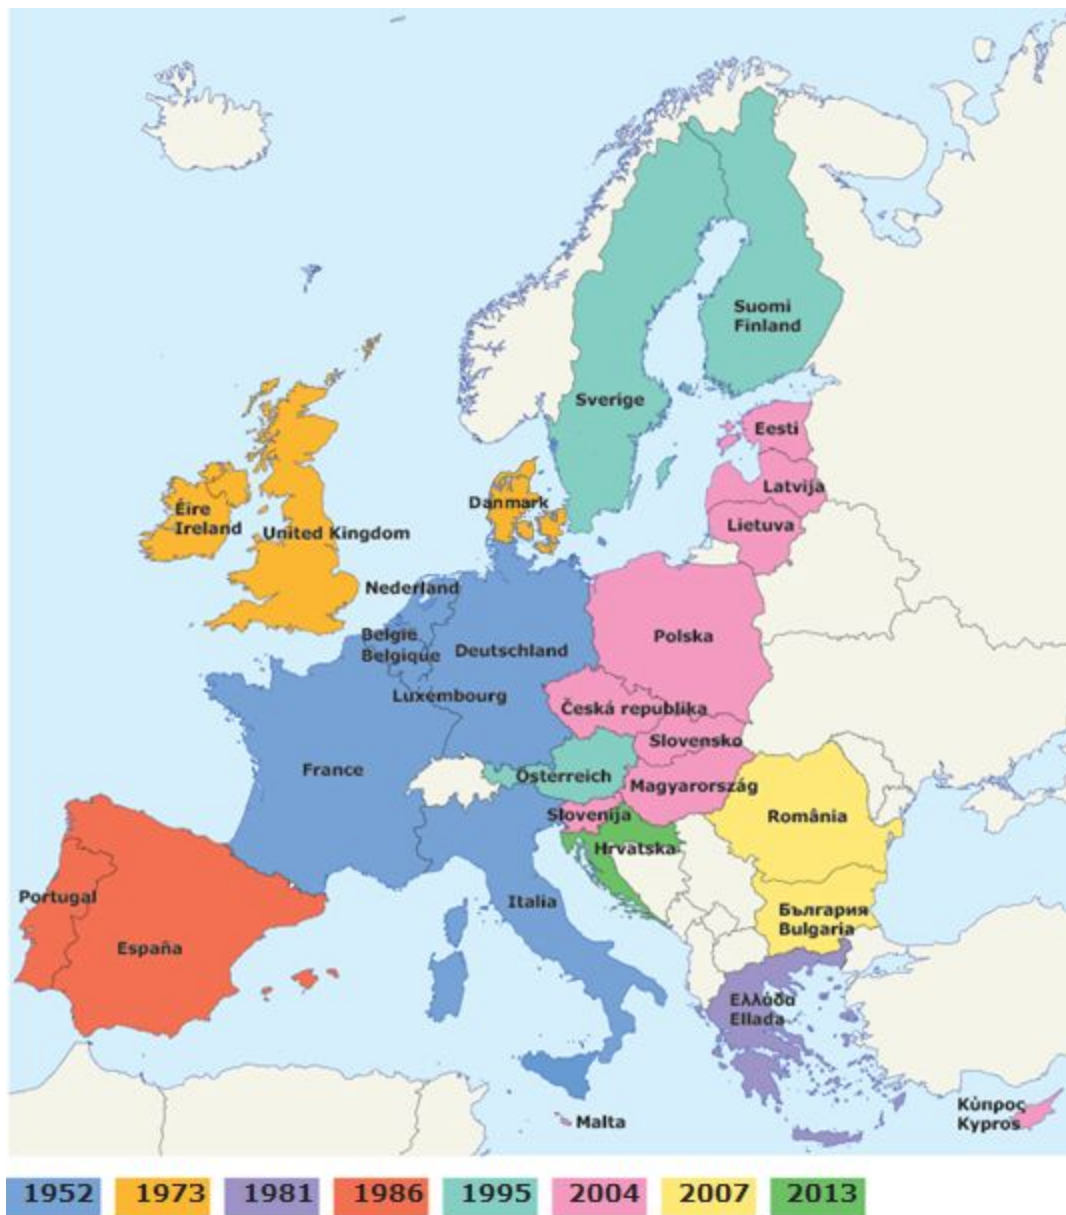 Suomi
Finland
Sverige
Eesti
Latvija
Lietuva
Danmark
Éire
Ireland
United Kingdom
Nederland
België
Belgique
Deutschland
Polska
Luxembourg
Česká republika
Slovensko
France
Österreich
Magyarország
Slovenija
România
Hrvatska
Portugal
Italia
España
България
Bulgaria
Ελλάδα
Ellada
Κύπρος
Kypros
Malta
1952 1973 1981 1986 1995 2004 2007 2013